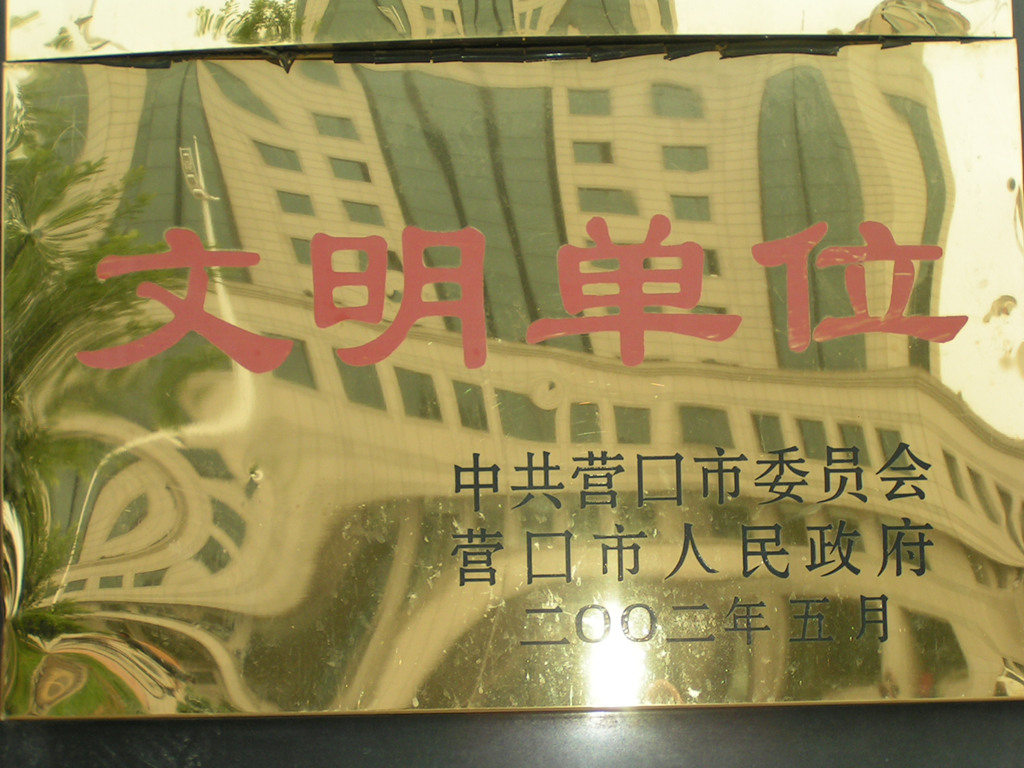 文明单位
中共营口市委员会
营口市人民政府
二OO二年五月